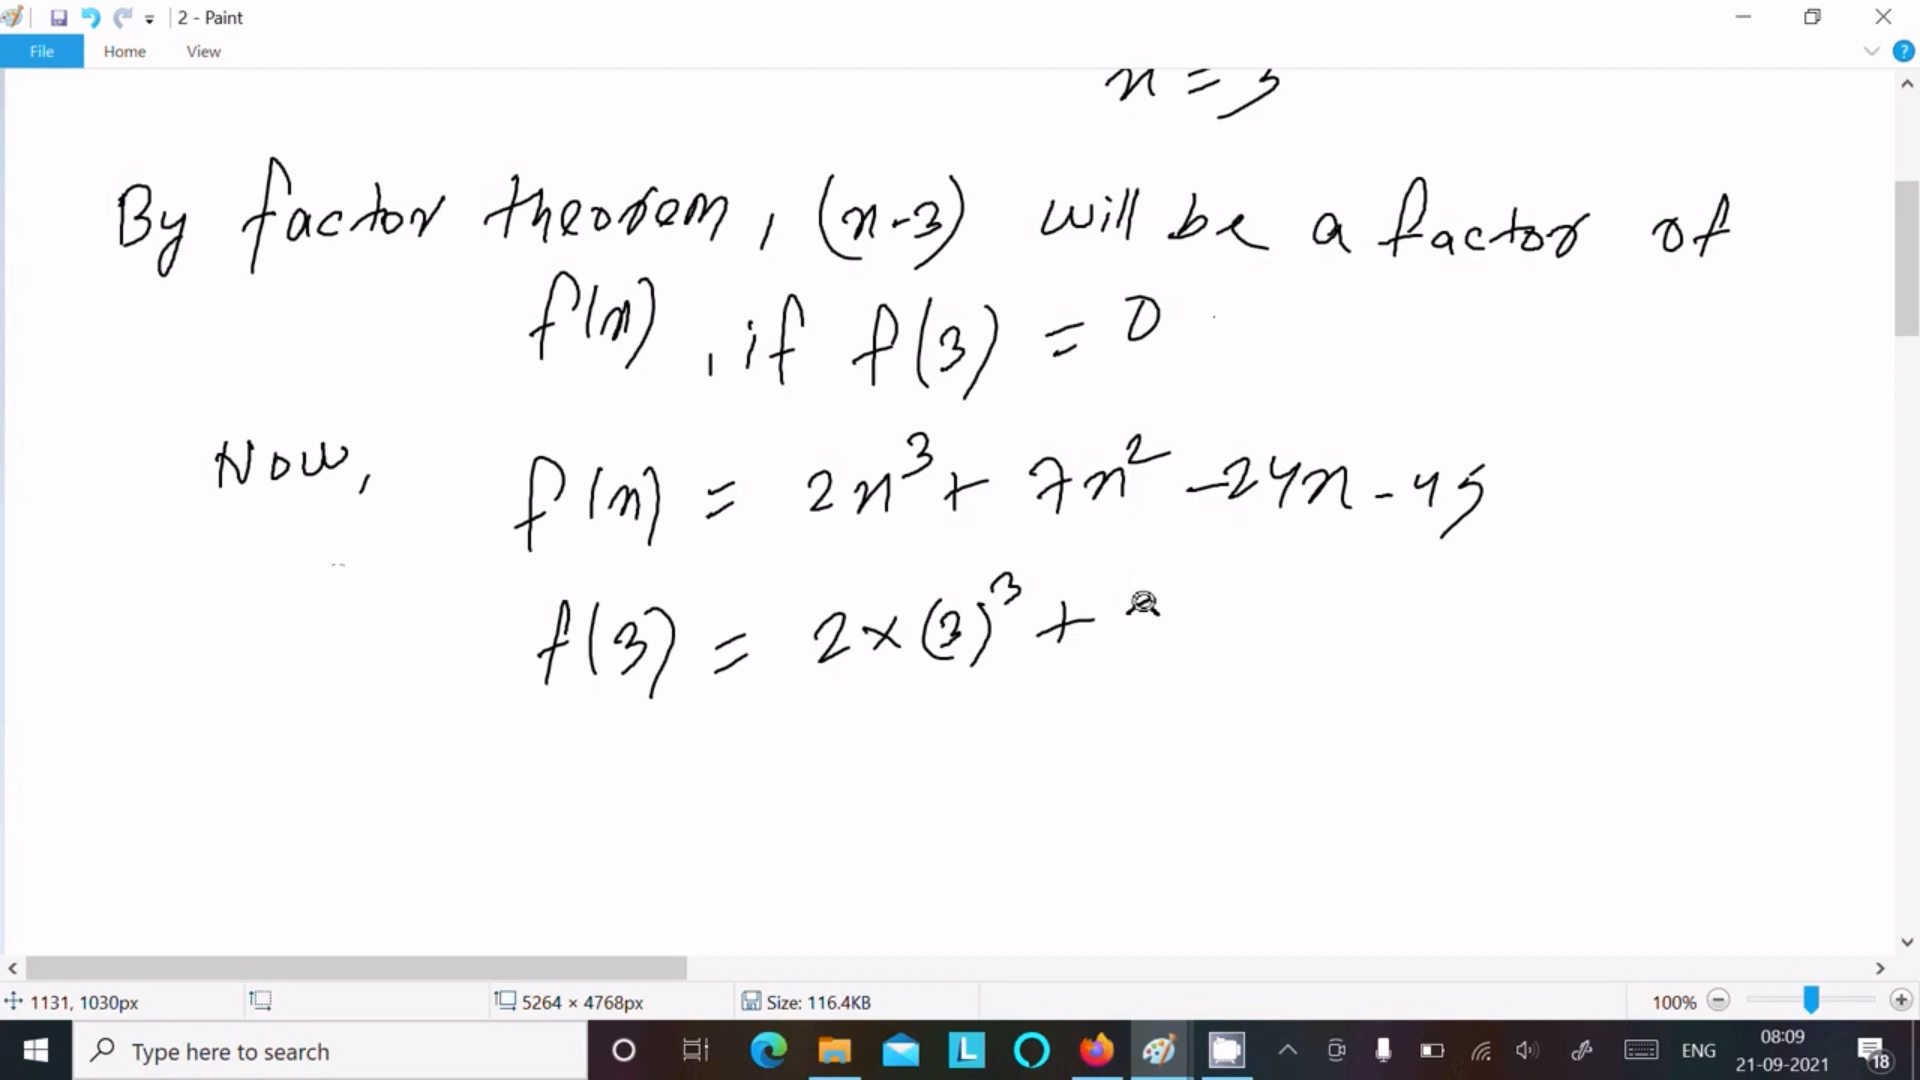 2 - Paint
File Home View
x = 3
By factor theorem, (x-3) will be a factor of
f(x), if f(3) = 0
Now, f(x) = 2x³ + 7x² - 24x - 45
f(3) = 2 × (3)³ +
1131, 1030px 5264 × 4768px Size: 116.4KB 100%
Type here to search L ENG 08:09
21-09-2021 18